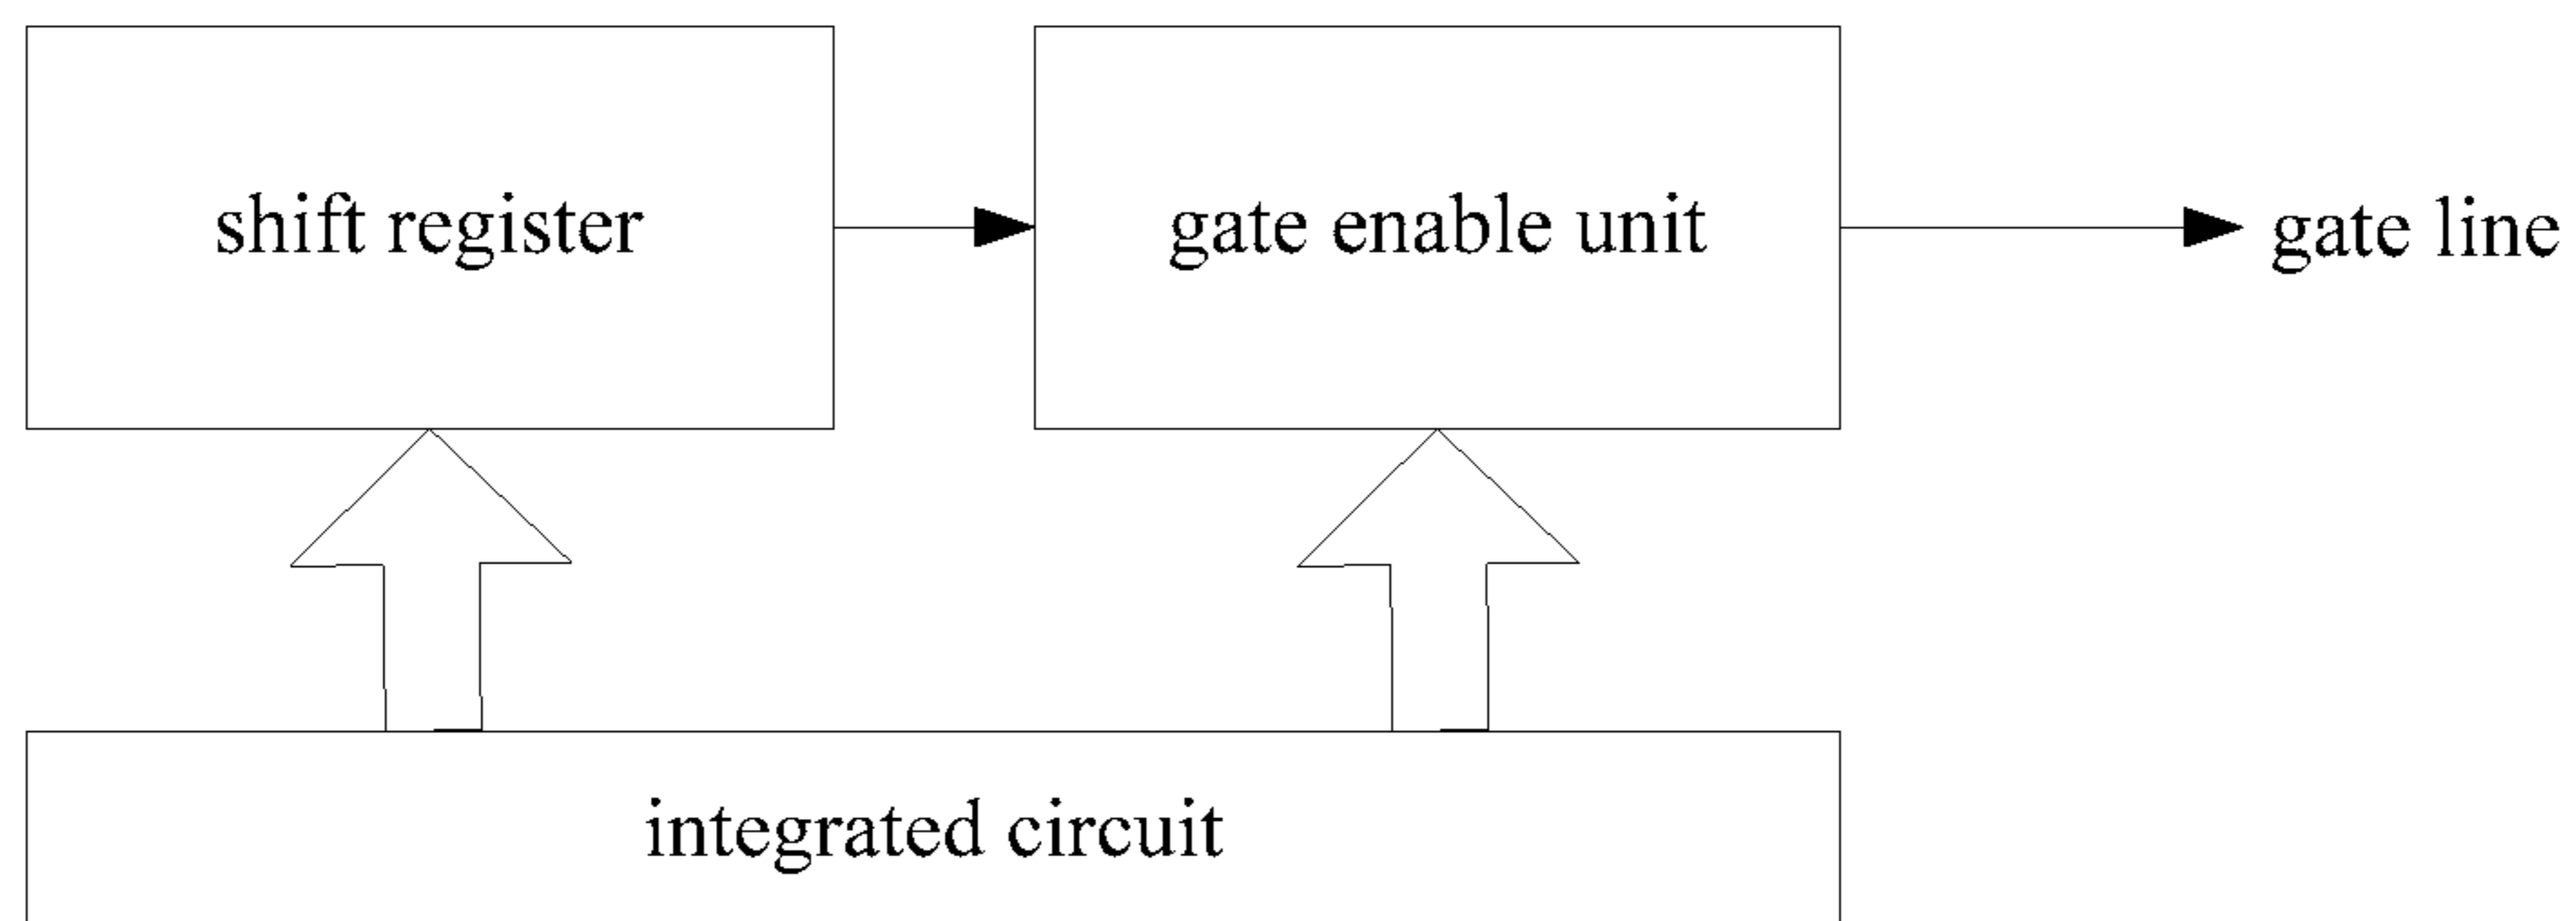 shift register
gate enable unit
gate line
integrated circuit